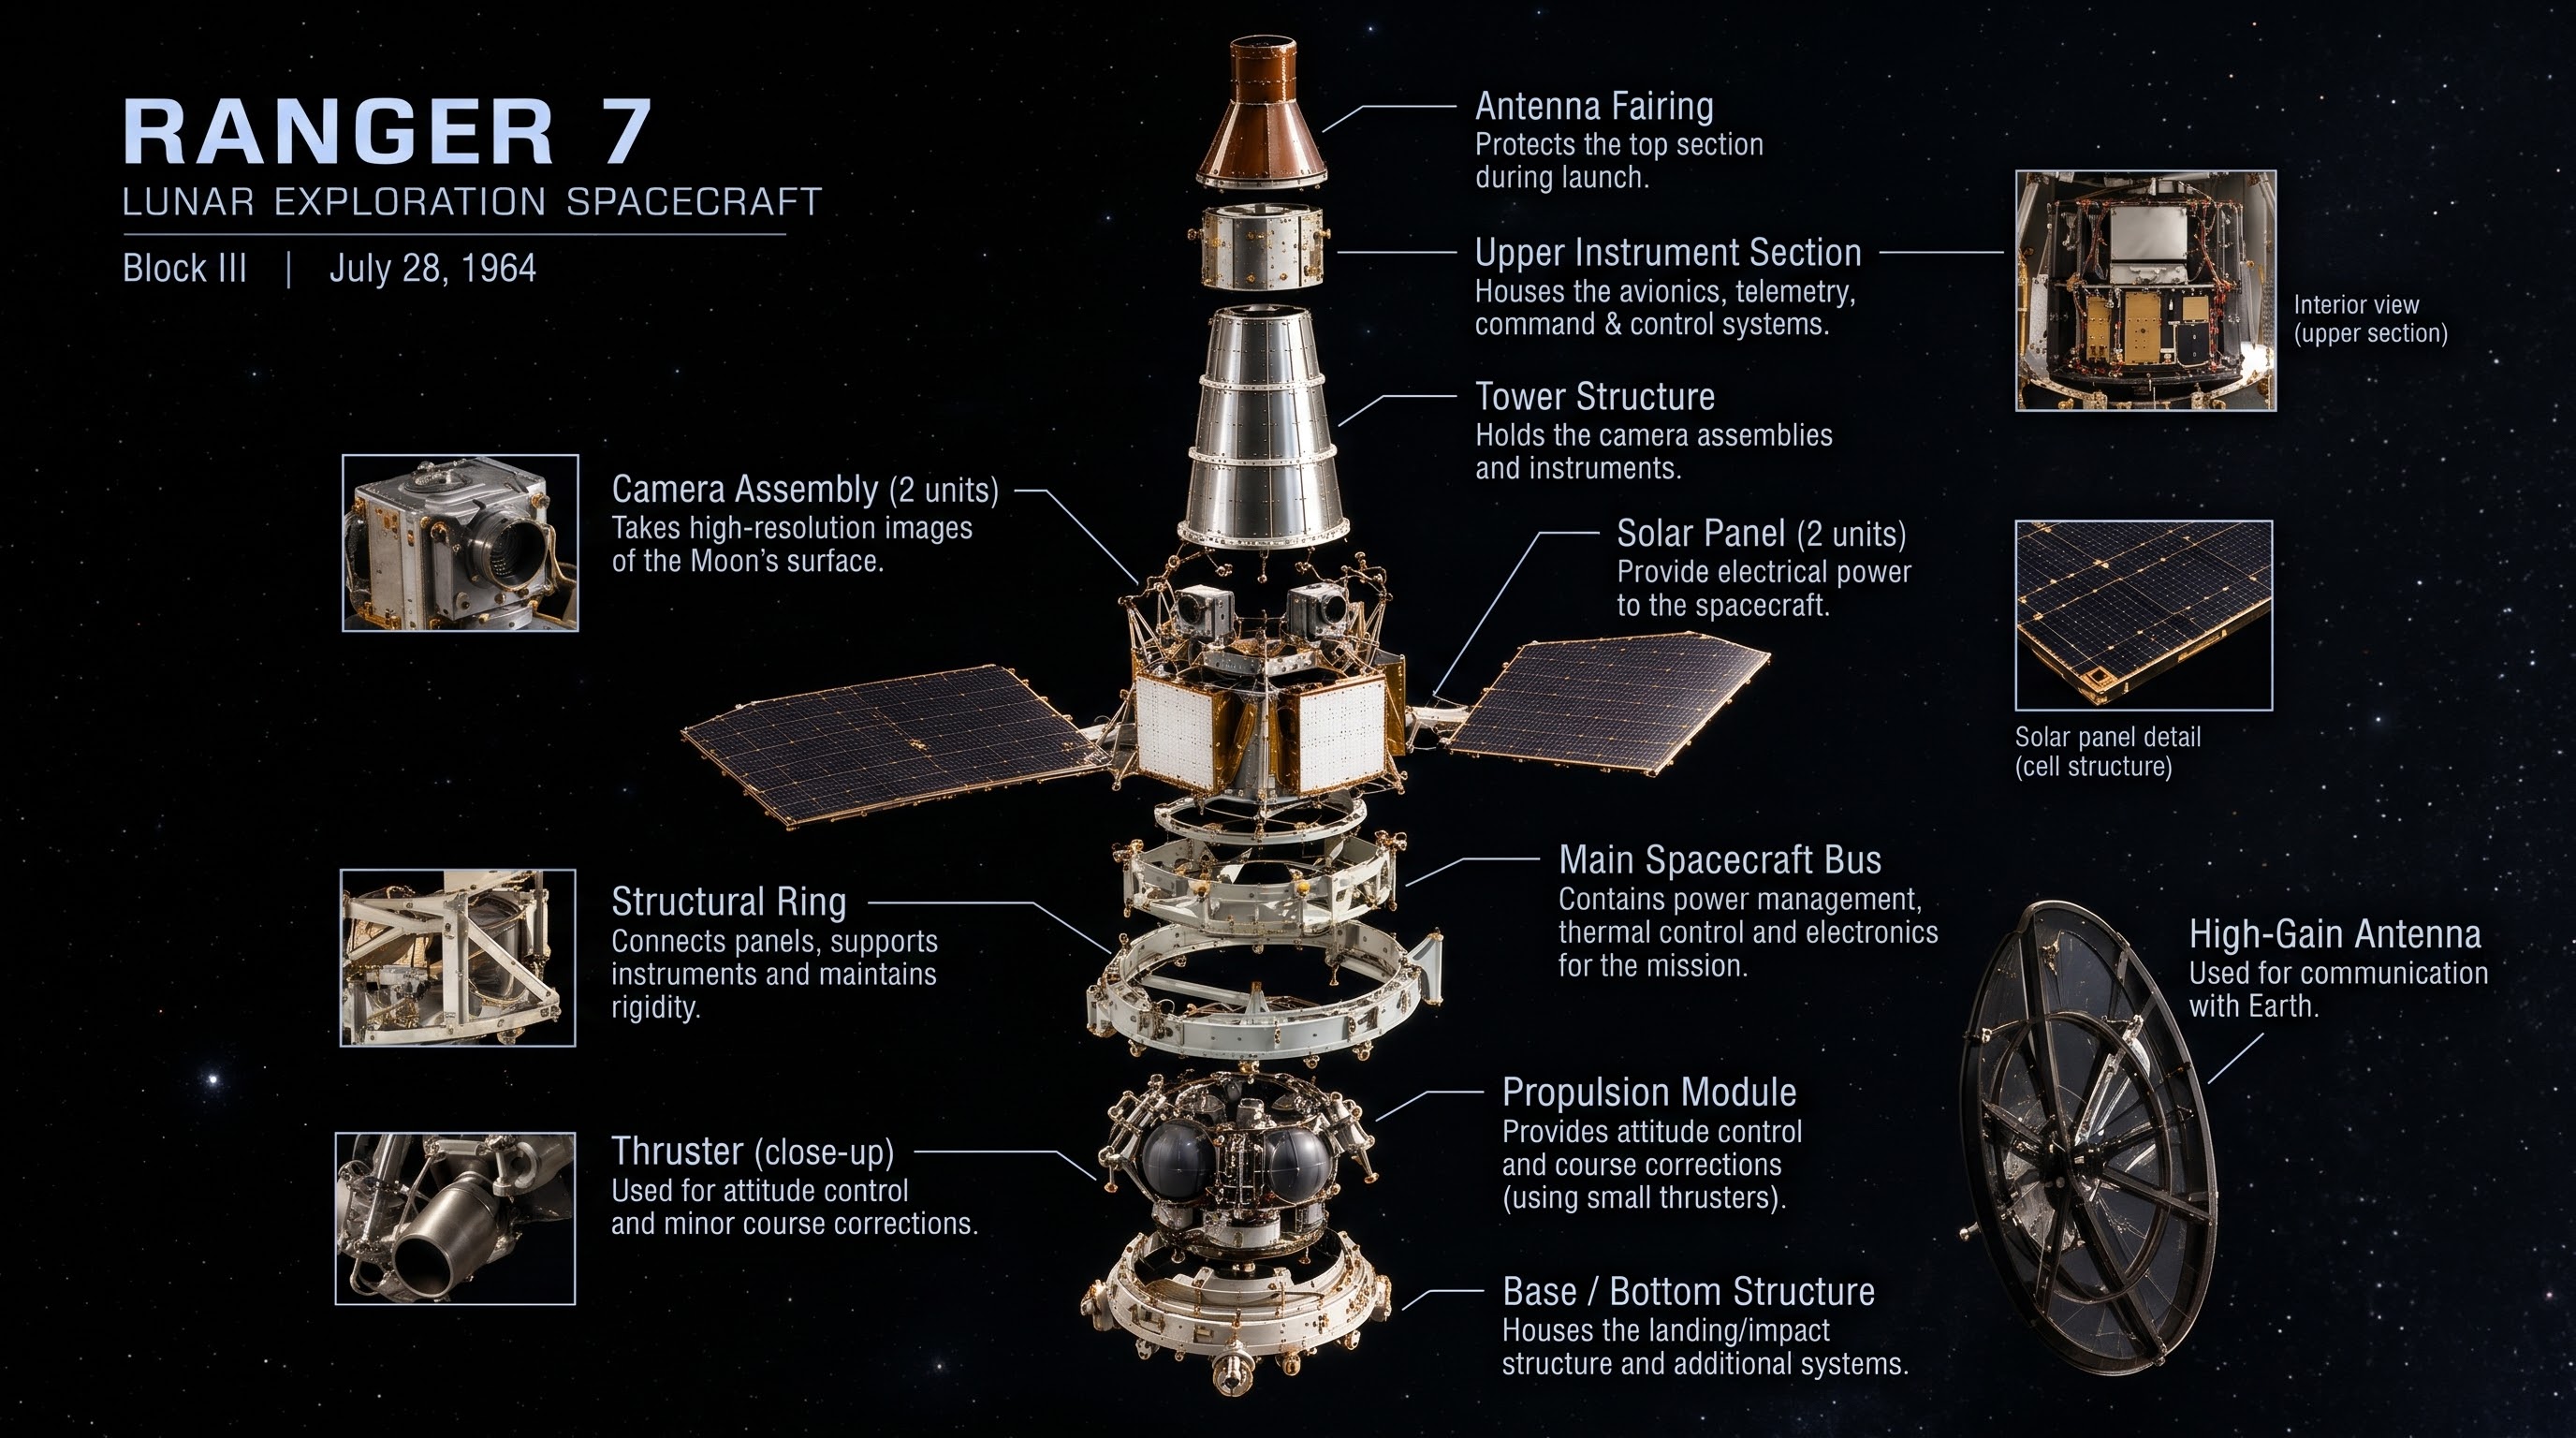 RANGER 7
LUNAR EXPLORATION SPACECRAFT
Block III | July 28, 1964
Antenna Fairing
Protects the top section
during launch.
Upper Instrument Section
Houses the avionics, telemetry,
command & control systems.
Interior view
(upper section)
Tower Structure
Holds the camera assemblies
and instruments.
Camera Assembly (2 units)
Takes high-resolution images
of the Moon’s surface.
Solar Panel (2 units)
Provide electrical power
to the spacecraft.
Solar panel detail
(cell structure)
Main Spacecraft Bus
Contains power management,
thermal control and electronics
for the mission.
Structural Ring
Connects panels, supports
instruments and maintains
rigidity.
High-Gain Antenna
Used for communication
with Earth.
Propulsion Module
Provides attitude control
and course corrections
(using small thrusters).
Thruster (close-up)
Used for attitude control
and minor course corrections.
Base / Bottom Structure
Houses the landing/impact
structure and additional systems.